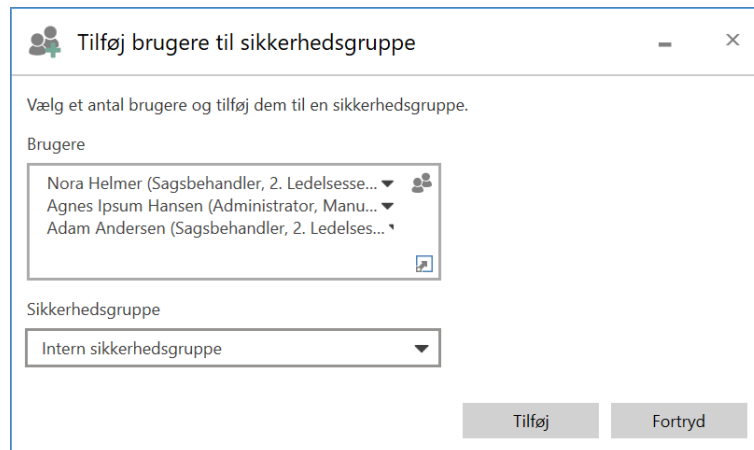 Tilføj brugere til sikkerhedsgruppe
Vælg et antal brugere og tilføj dem til en sikkerhedsgruppe.
Brugere
Nora Helmer (Sagsbehandler, 2. Ledelsesse...
Agnes Ipsum Hansen (Administrator, Manu...
Adam Andersen (Sagsbehandler, 2. Ledelses...
Sikkerhedsgruppe
Intern sikkerhedsgruppe
Tilføj Fortryd